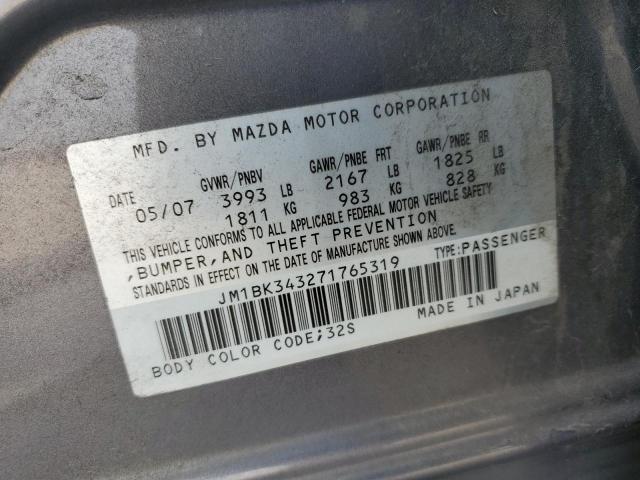 MFD. BY MAZDA MOTOR CORPORATION
DATE GVWR/PNBV GAWR/PNBE FRT GAWR/PNBE RR
05/07 3993 LB 2167 LB 1825 LB
1811 KG 983 KG 828 KG
THIS VEHICLE CONFORMS TO ALL APPLICABLE FEDERAL MOTOR VEHICLE SAFETY
,BUMPER,AND THEFT PREVENTION
STANDARDS IN EFFECT ON THE DATE OF MANUFACTURE SHOWN ABOVE.
JM1BK343271765319 TYPE:PASSENGER
BODY COLOR CODE;32S MADE IN JAPAN